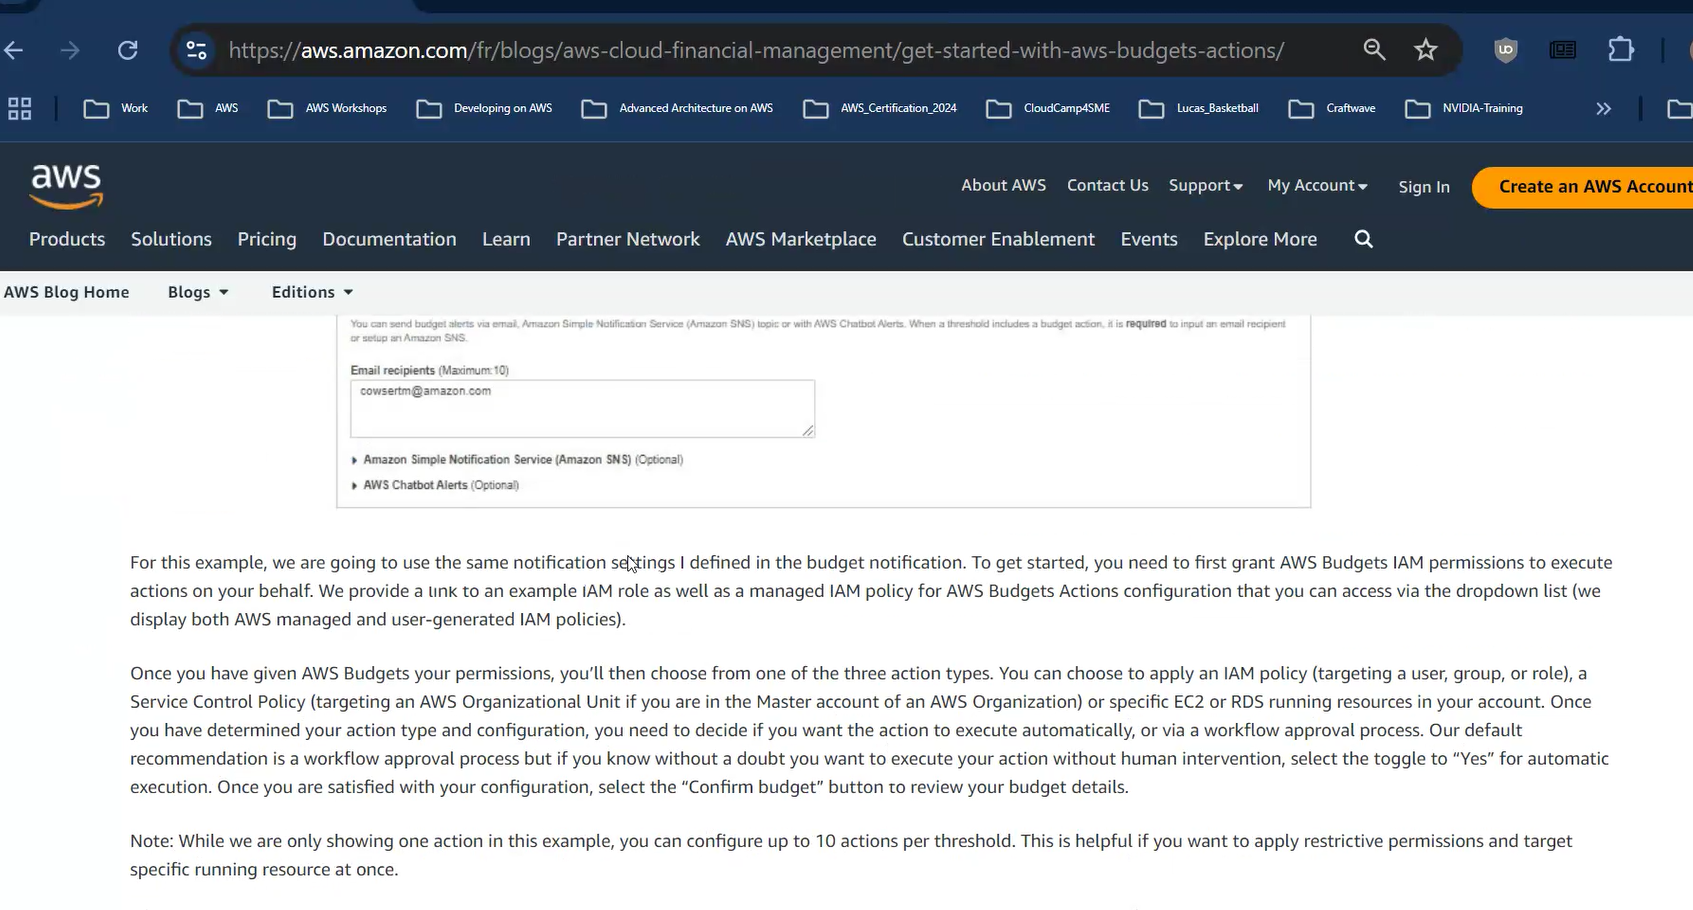 https://aws.amazon.com/fr/blogs/aws-cloud-financial-management/get-started-with-aws-budgets-actions/
Work
AWS
AWS Workshops
Developing on AWS
Advanced Architecture on AWS
AWS_Certification_2024
CloudCamp4SME
Lucas_Basketball
Craftwave
NVIDIA-Training
aws
About AWS
Contact Us
Support
My Account
Sign In
Create an AWS Account
Products
Solutions
Pricing
Documentation
Learn
Partner Network
AWS Marketplace
Customer Enablement
Events
Explore More
AWS Blog Home
Blogs
Editions
You can send budget alerts via email, Amazon Simple Notification Service (Amazon SNS) topic or with AWS Chatbot Alerts. When a threshold includes a budget action, it is required to input an email recipient
or setup an Amazon SNS.
Email recipients (Maximum:10)
cowsertm@amazon.com
Amazon Simple Notification Service (Amazon SNS) (Optional)
AWS Chatbot Alerts (Optional)
For this example, we are going to use the same notification settings I defined in the budget notification. To get started, you need to first grant AWS Budgets IAM permissions to execute
actions on your behalf. We provide a link to an example IAM role as well as a managed IAM policy for AWS Budgets Actions configuration that you can access via the dropdown list (we
display both AWS managed and user-generated IAM policies).
Once you have given AWS Budgets your permissions, you’ll then choose from one of the three action types. You can choose to apply an IAM policy (targeting a user, group, or role), a
Service Control Policy (targeting an AWS Organizational Unit if you are in the Master account of an AWS Organization) or specific EC2 or RDS running resources in your account. Once
you have determined your action type and configuration, you need to decide if you want the action to execute automatically, or via a workflow approval process. Our default
recommendation is a workflow approval process but if you know without a doubt you want to execute your action without human intervention, select the toggle to “Yes” for automatic
execution. Once you are satisfied with your configuration, select the “Confirm budget” button to review your budget details.
Note: While we are only showing one action in this example, you can configure up to 10 actions per threshold. This is helpful if you want to apply restrictive permissions and target
specific running resource at once.